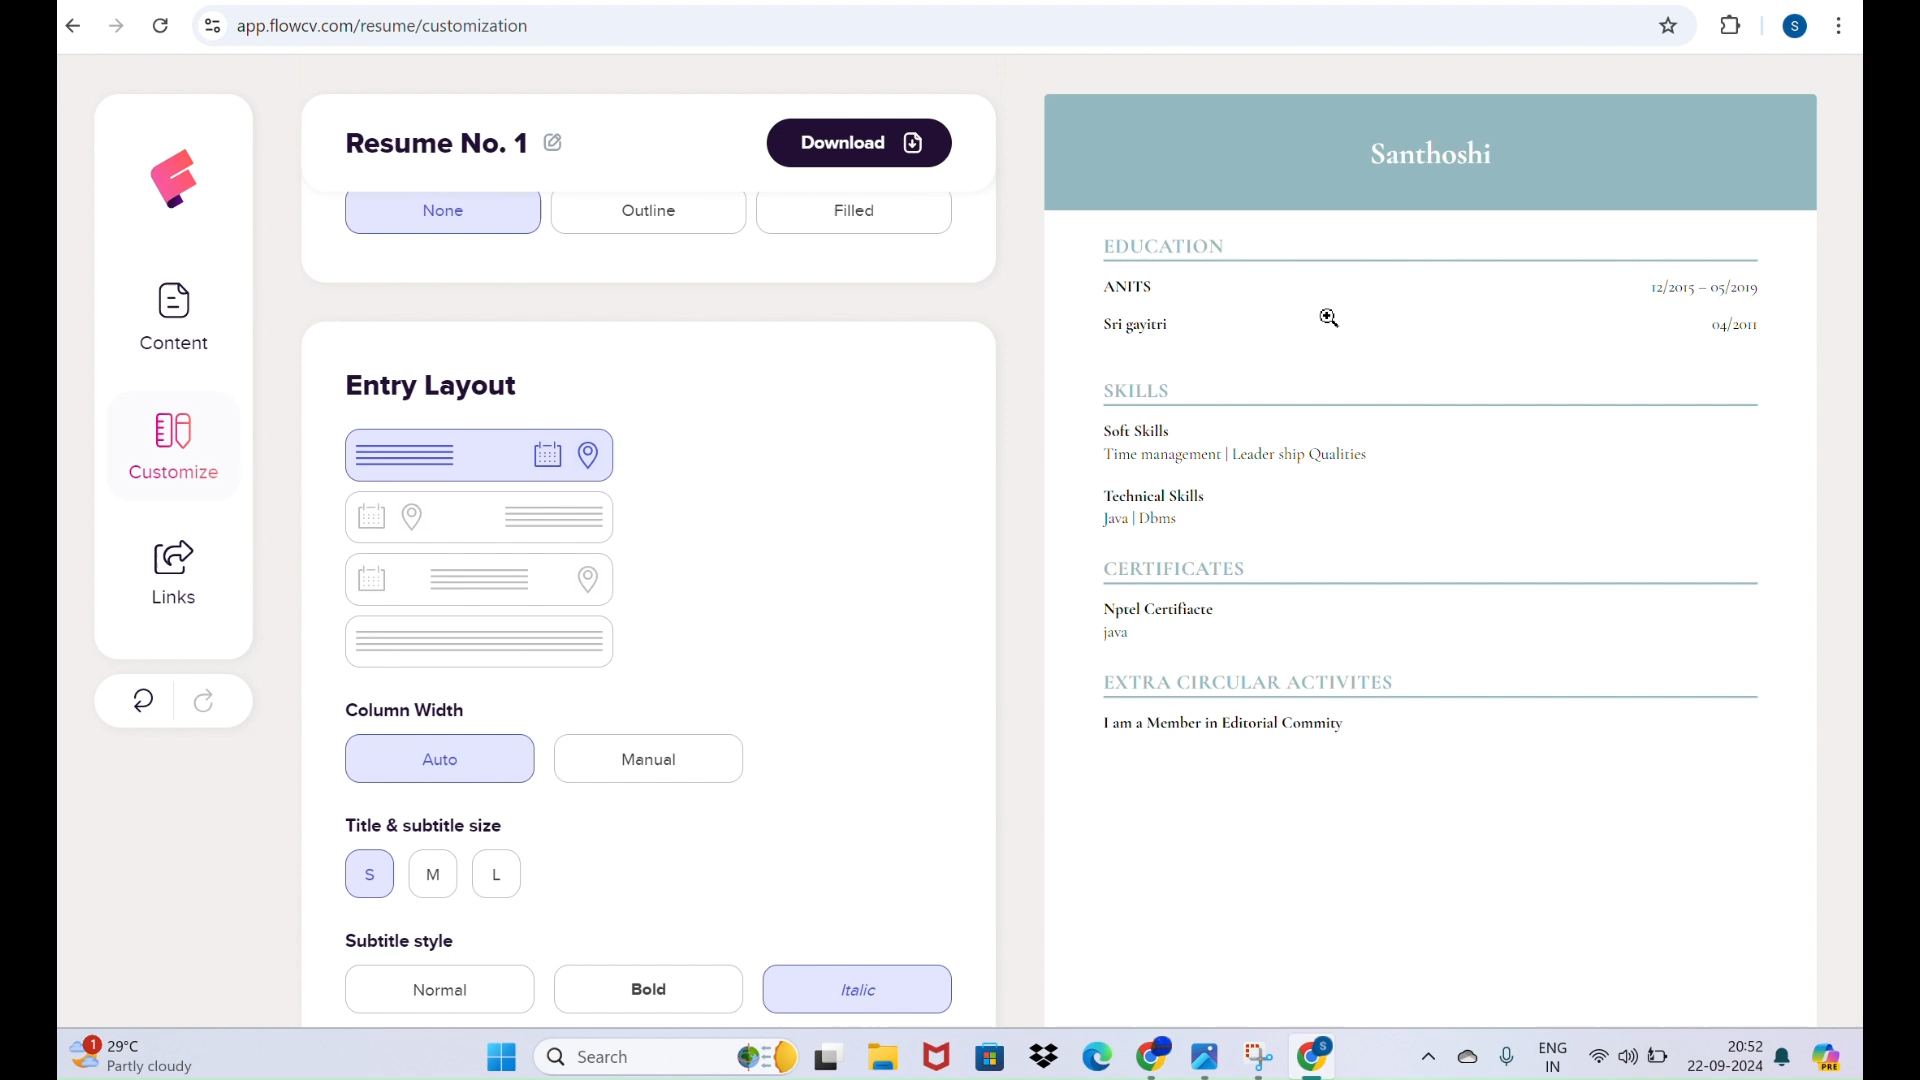 app.flowcv.com/resume/customization
S
Resume No. 1
Download
None
Outline
Filled
Content
Customize
Links
Entry Layout
Column Width
Auto
Manual
Title & subtitle size
S
M
L
Subtitle style
Normal
Bold
Italic
Santhoshi
EDUCATION
ANITS 12/2015 – 05/2019
Sri gayitri 04/2011
SKILLS
Soft Skills
Time management | Leader ship Qualities
Technical Skills
Java | Dbms
CERTIFICATES
Nptel Certifiacte
java
EXTRA CIRCULAR ACTIVITES
I am a Member in Editorial Commity
1
29°C
Partly cloudy
Search
S
ENG
IN
20:52
22-09-2024
PRE